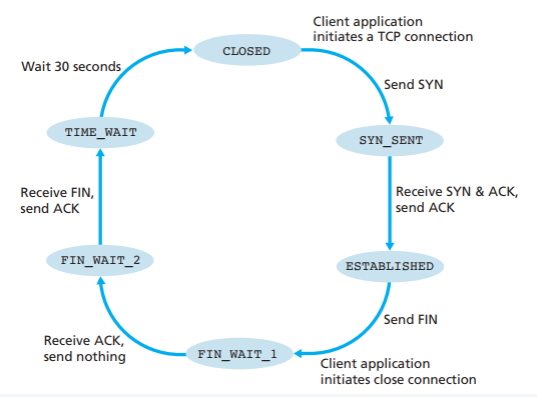 Client application
initiates a TCP connection
CLOSED
Wait 30 seconds
Send SYN
TIME_WAIT
SYN_SENT
Receive FIN,
send ACK
Receive SYN & ACK,
send ACK
FIN_WAIT_2
ESTABLISHED
Send FIN
Receive ACK,
send nothing
FIN_WAIT_1
Client application
initiates close connection